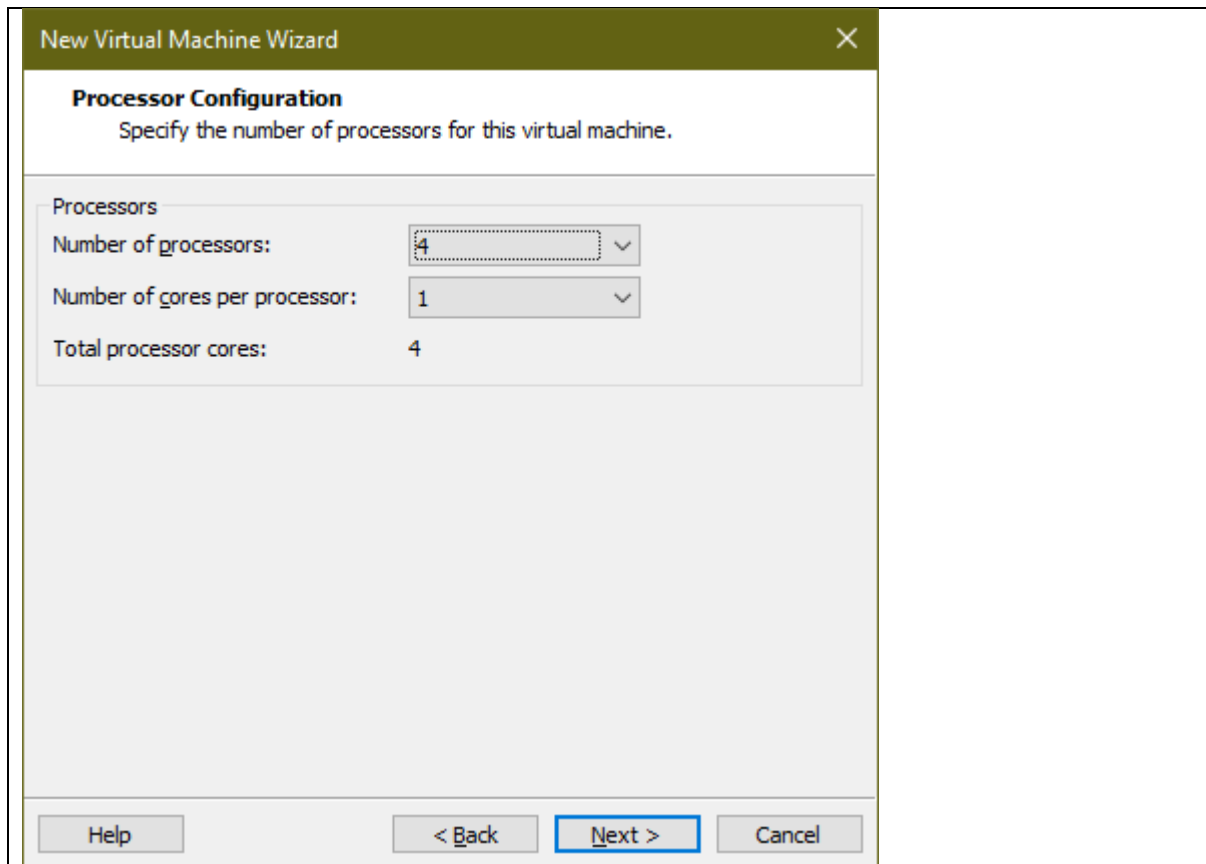 New Virtual Machine Wizard
Processor Configuration
Specify the number of processors for this virtual machine.
Processors
Number of processors: 4
Number of cores per processor: 1
Total processor cores: 4
Help < Back Next > Cancel